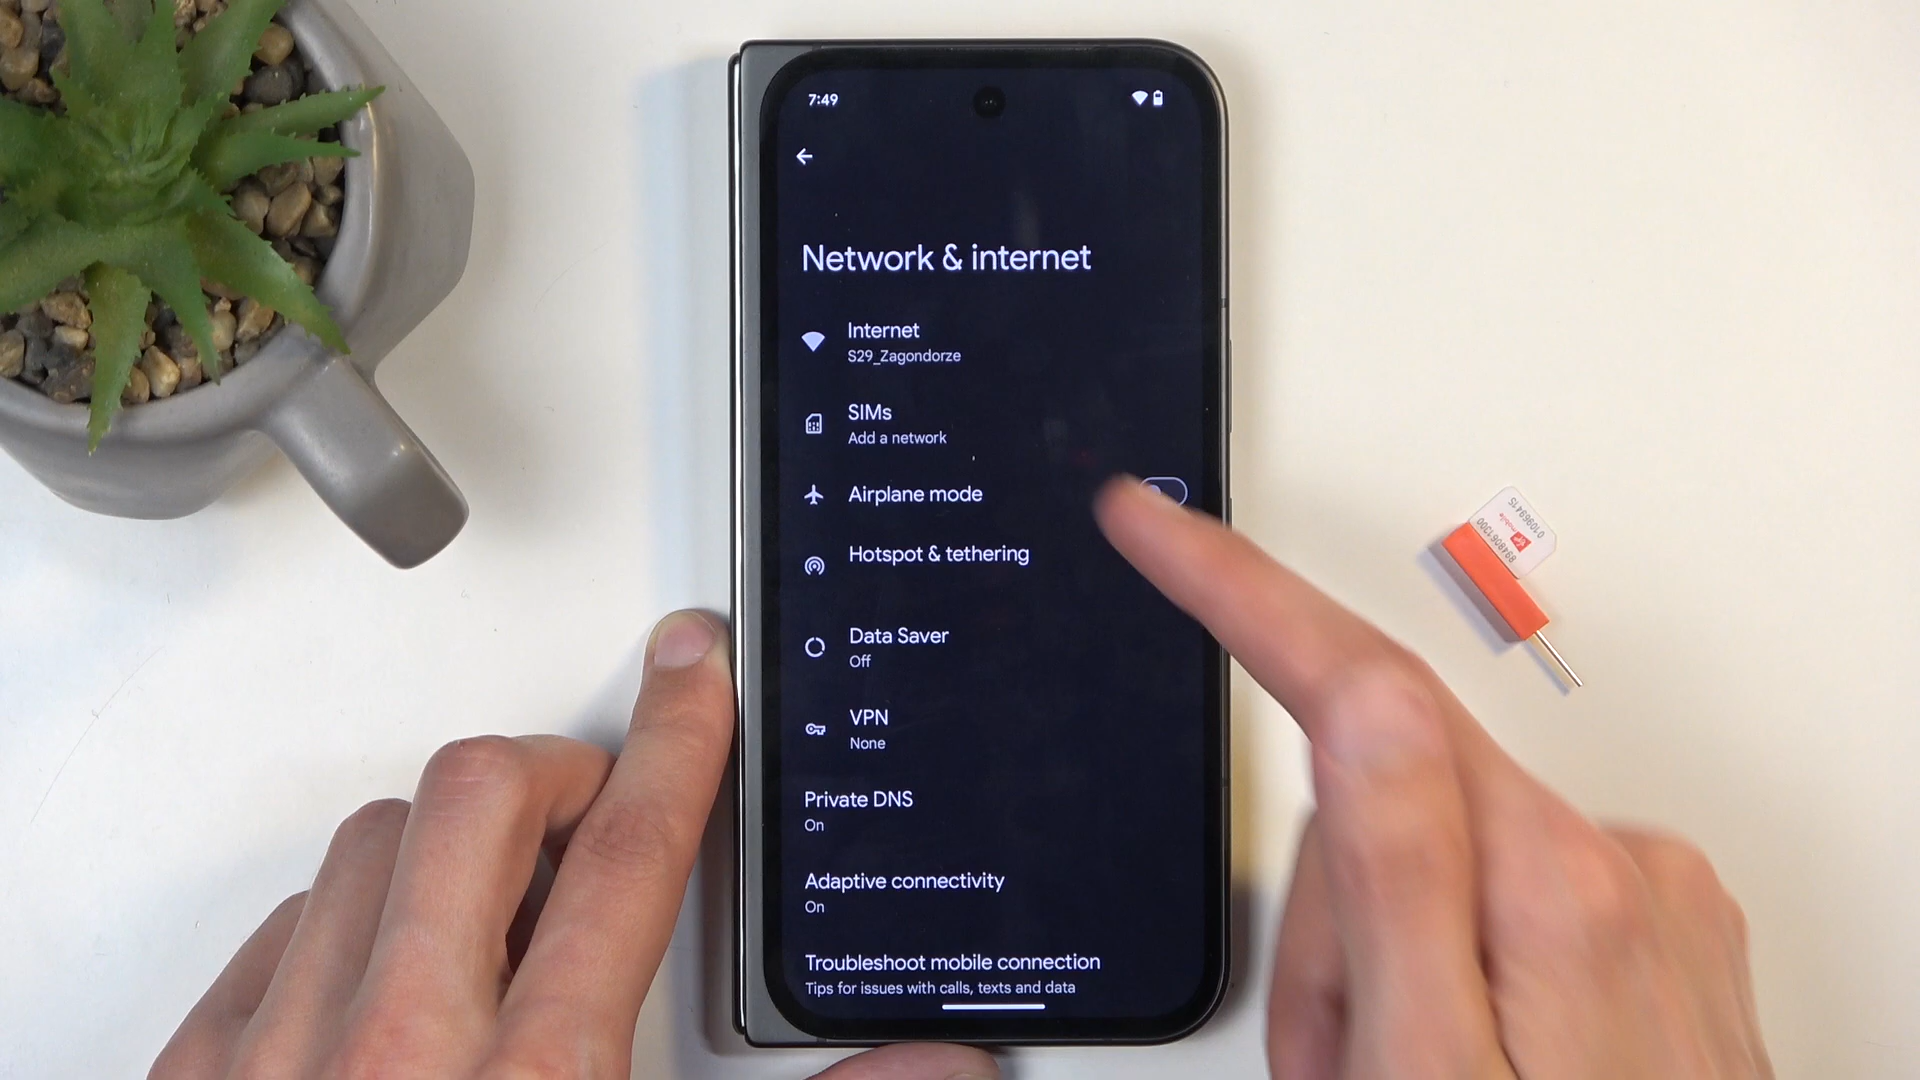 7:49
Network & internet
Internet
S29_Zagondorze
SIMs
Add a network
Airplane mode
Hotspot & tethering
Data Saver
Off
VPN
None
Private DNS
On
Adaptive connectivity
On
Troubleshoot mobile connection
Tips for issues with calls, texts and data
mobile